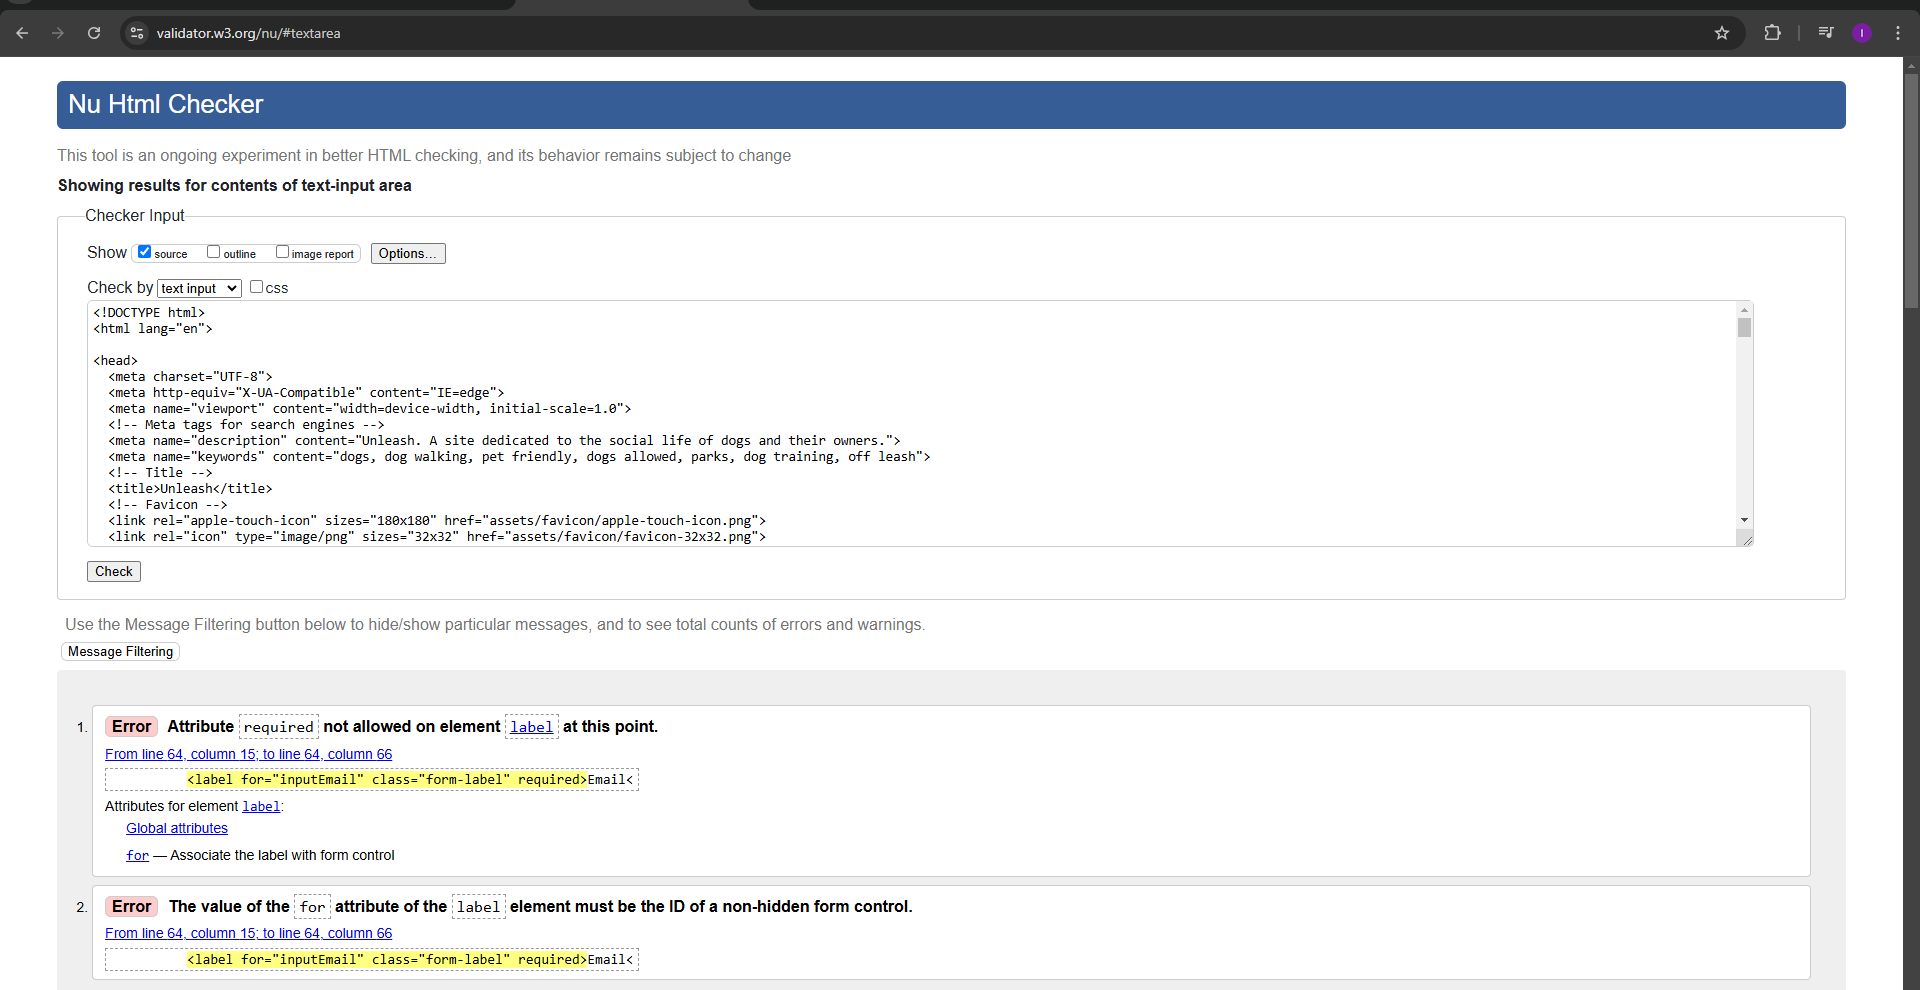 validator.w3.org/nu/#textarea
I
Nu Html Checker
This tool is an ongoing experiment in better HTML checking, and its behavior remains subject to change
Showing results for contents of text-input area
Checker Input
Show source outline image report Options...
Check by text input css
<!DOCTYPE html>
<html lang="en">
<head>
<meta charset="UTF-8">
<meta http-equiv="X-UA-Compatible" content="IE=edge">
<meta name="viewport" content="width=device-width, initial-scale=1.0">
<!-- Meta tags for search engines -->
<meta name="description" content="Unleash. A site dedicated to the social life of dogs and their owners.">
<meta name="keywords" content="dogs, dog walking, pet friendly, dogs allowed, parks, dog training, off leash">
<!-- Title -->
<title>Unleash</title>
<!-- Favicon -->
<link rel="apple-touch-icon" sizes="180x180" href="assets/favicon/apple-touch-icon.png">
<link rel="icon" type="image/png" sizes="32x32" href="assets/favicon/favicon-32x32.png">
Check
Use the Message Filtering button below to hide/show particular messages, and to see total counts of errors and warnings.
Message Filtering
1. Error Attribute required not allowed on element label at this point.
From line 64, column 15; to line 64, column 66
<label for="inputEmail" class="form-label" required>Email<
Attributes for element label:
Global attributes
for — Associate the label with form control
2. Error The value of the for attribute of the label element must be the ID of a non-hidden form control.
From line 64, column 15; to line 64, column 66
<label for="inputEmail" class="form-label" required>Email<